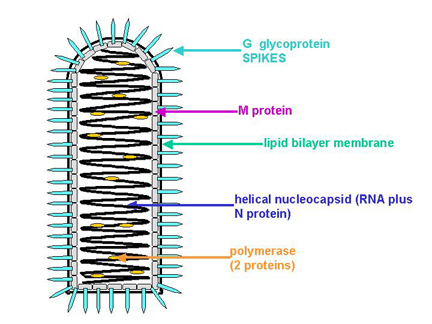 G glycoprotein
SPIKES
M protein
lipid bilayer membrane
helical nucleocapsid (RNA plus
N protein)
polymerase
(2 proteins)